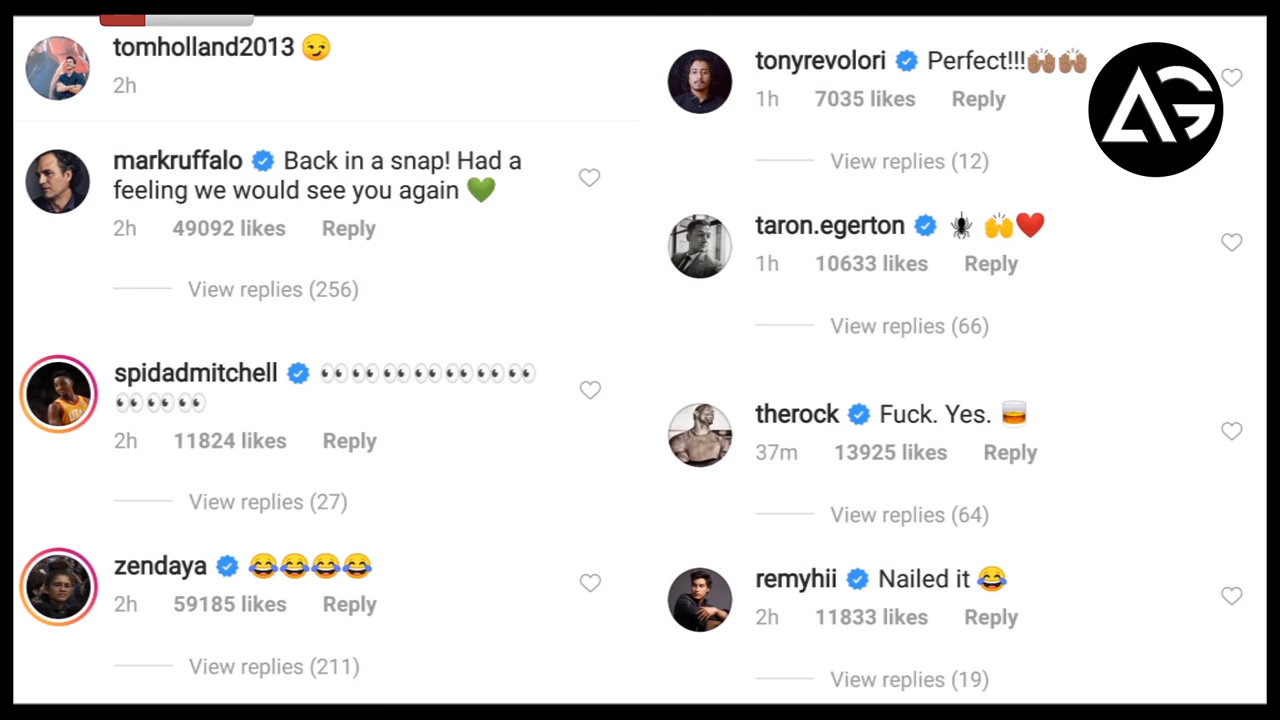 tomholland2013 😏
2h
markruffalo Back in a snap! Had a
feeling we would see you again 💚
2h 49092 likes Reply
View replies (256)
spidadmitchell 👀👀👀👀👀👀👀
👀👀👀
2h 11824 likes Reply
View replies (27)
zendaya 😂😂😂😂
2h 59185 likes Reply
View replies (211)
tonyrevolori Perfect!!!🙌🏽🙌🏽
1h 7035 likes Reply
View replies (12)
taron.egerton 🕷 🙌❤️
1h 10633 likes Reply
View replies (66)
therock Fuck. Yes. 🥃
37m 13925 likes Reply
View replies (64)
remyhii Nailed it 😂
2h 11833 likes Reply
View replies (19)
AG